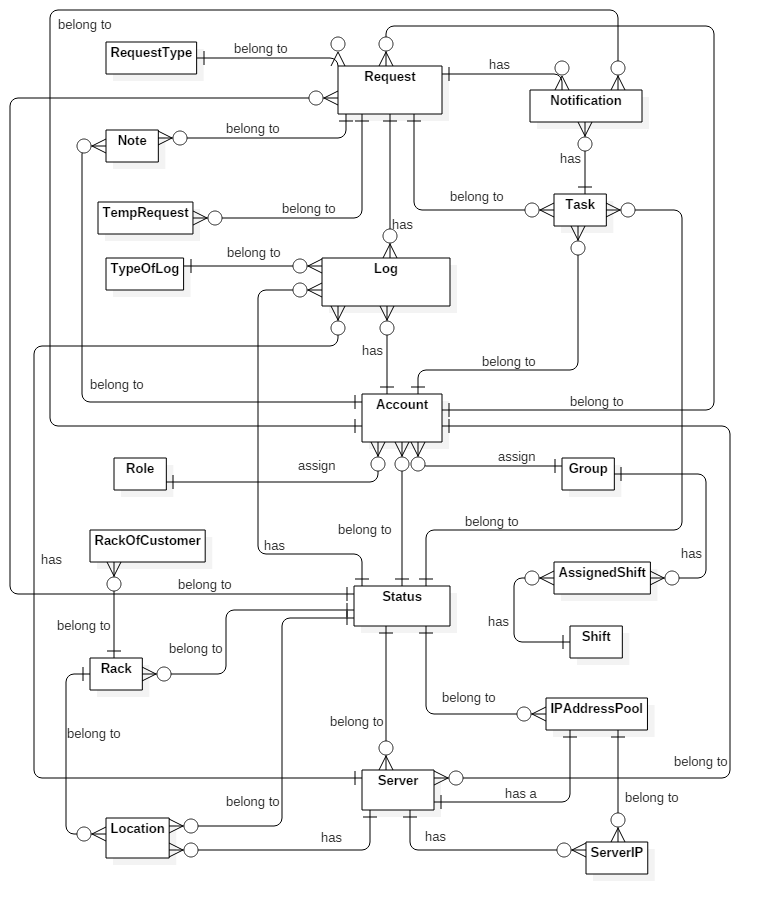 belong to
RequestType
belong to
Request
has
Notification
Note
belong to
has
TempRequest
belong to
belong to
Task
has
TypeOfLog
belong to
Log
has
belong to
belong to
Account
belong to
Role
assign
assign
Group
RackOfCustomer
has
belong to
belong to
has
has
AssignedShift
belong to
Status
belong to
has
Shift
belong to
Rack
belong to
IPAddressPool
belong to
belong to
belong to
Server
has a
belong to
belong to
Location
has
has
ServerIP